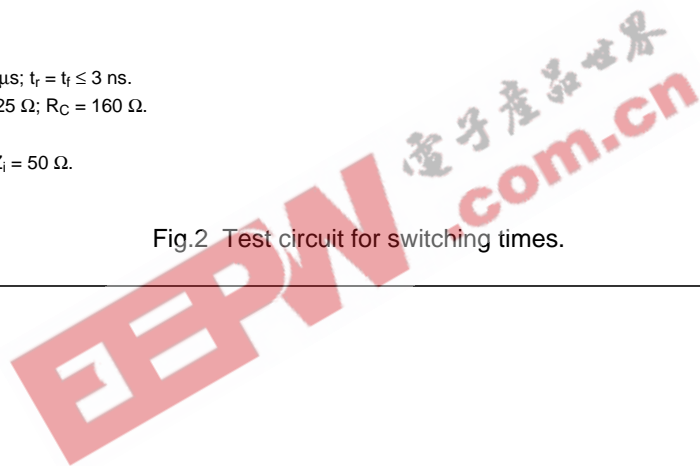 μs; tr = tf ≤ 3 ns.
25 Ω; RC = 160 Ω.
Zi = 50 Ω.
Fig.2 Test circuit for switching times.
EEPW 電子產品世界
.com.cn